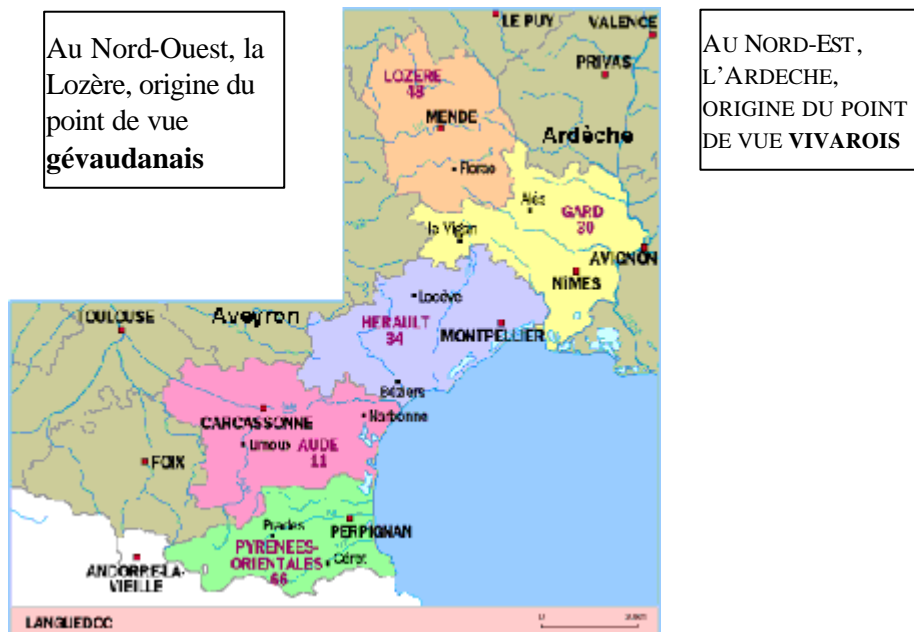 Au Nord-Ouest, la
Lozère, origine du
point de vue
gévaudanais
AU NORD-EST,
L'ARDECHE,
ORIGINE DU POINT
DE VUE VIVAROIS
LE PUY
VALENCE
PRIVAS
LOZERE
48
MENDE
Ardèche
Florac
Alès
GARD
30
le Vigan
AVIGNON
NÎMES
Lodève
TOULOUSE
Aveyron
HERAULT
34
MONTPELLIER
Béziers
CARCASSONNE
Narbonne
Limoux
AUDE
11
FOIX
Prades
PERPIGNAN
PYRENEES-
ORIENTALES
66
Céret
ANDORRE-LA-
VIEILLE
LANGUEDOC
0